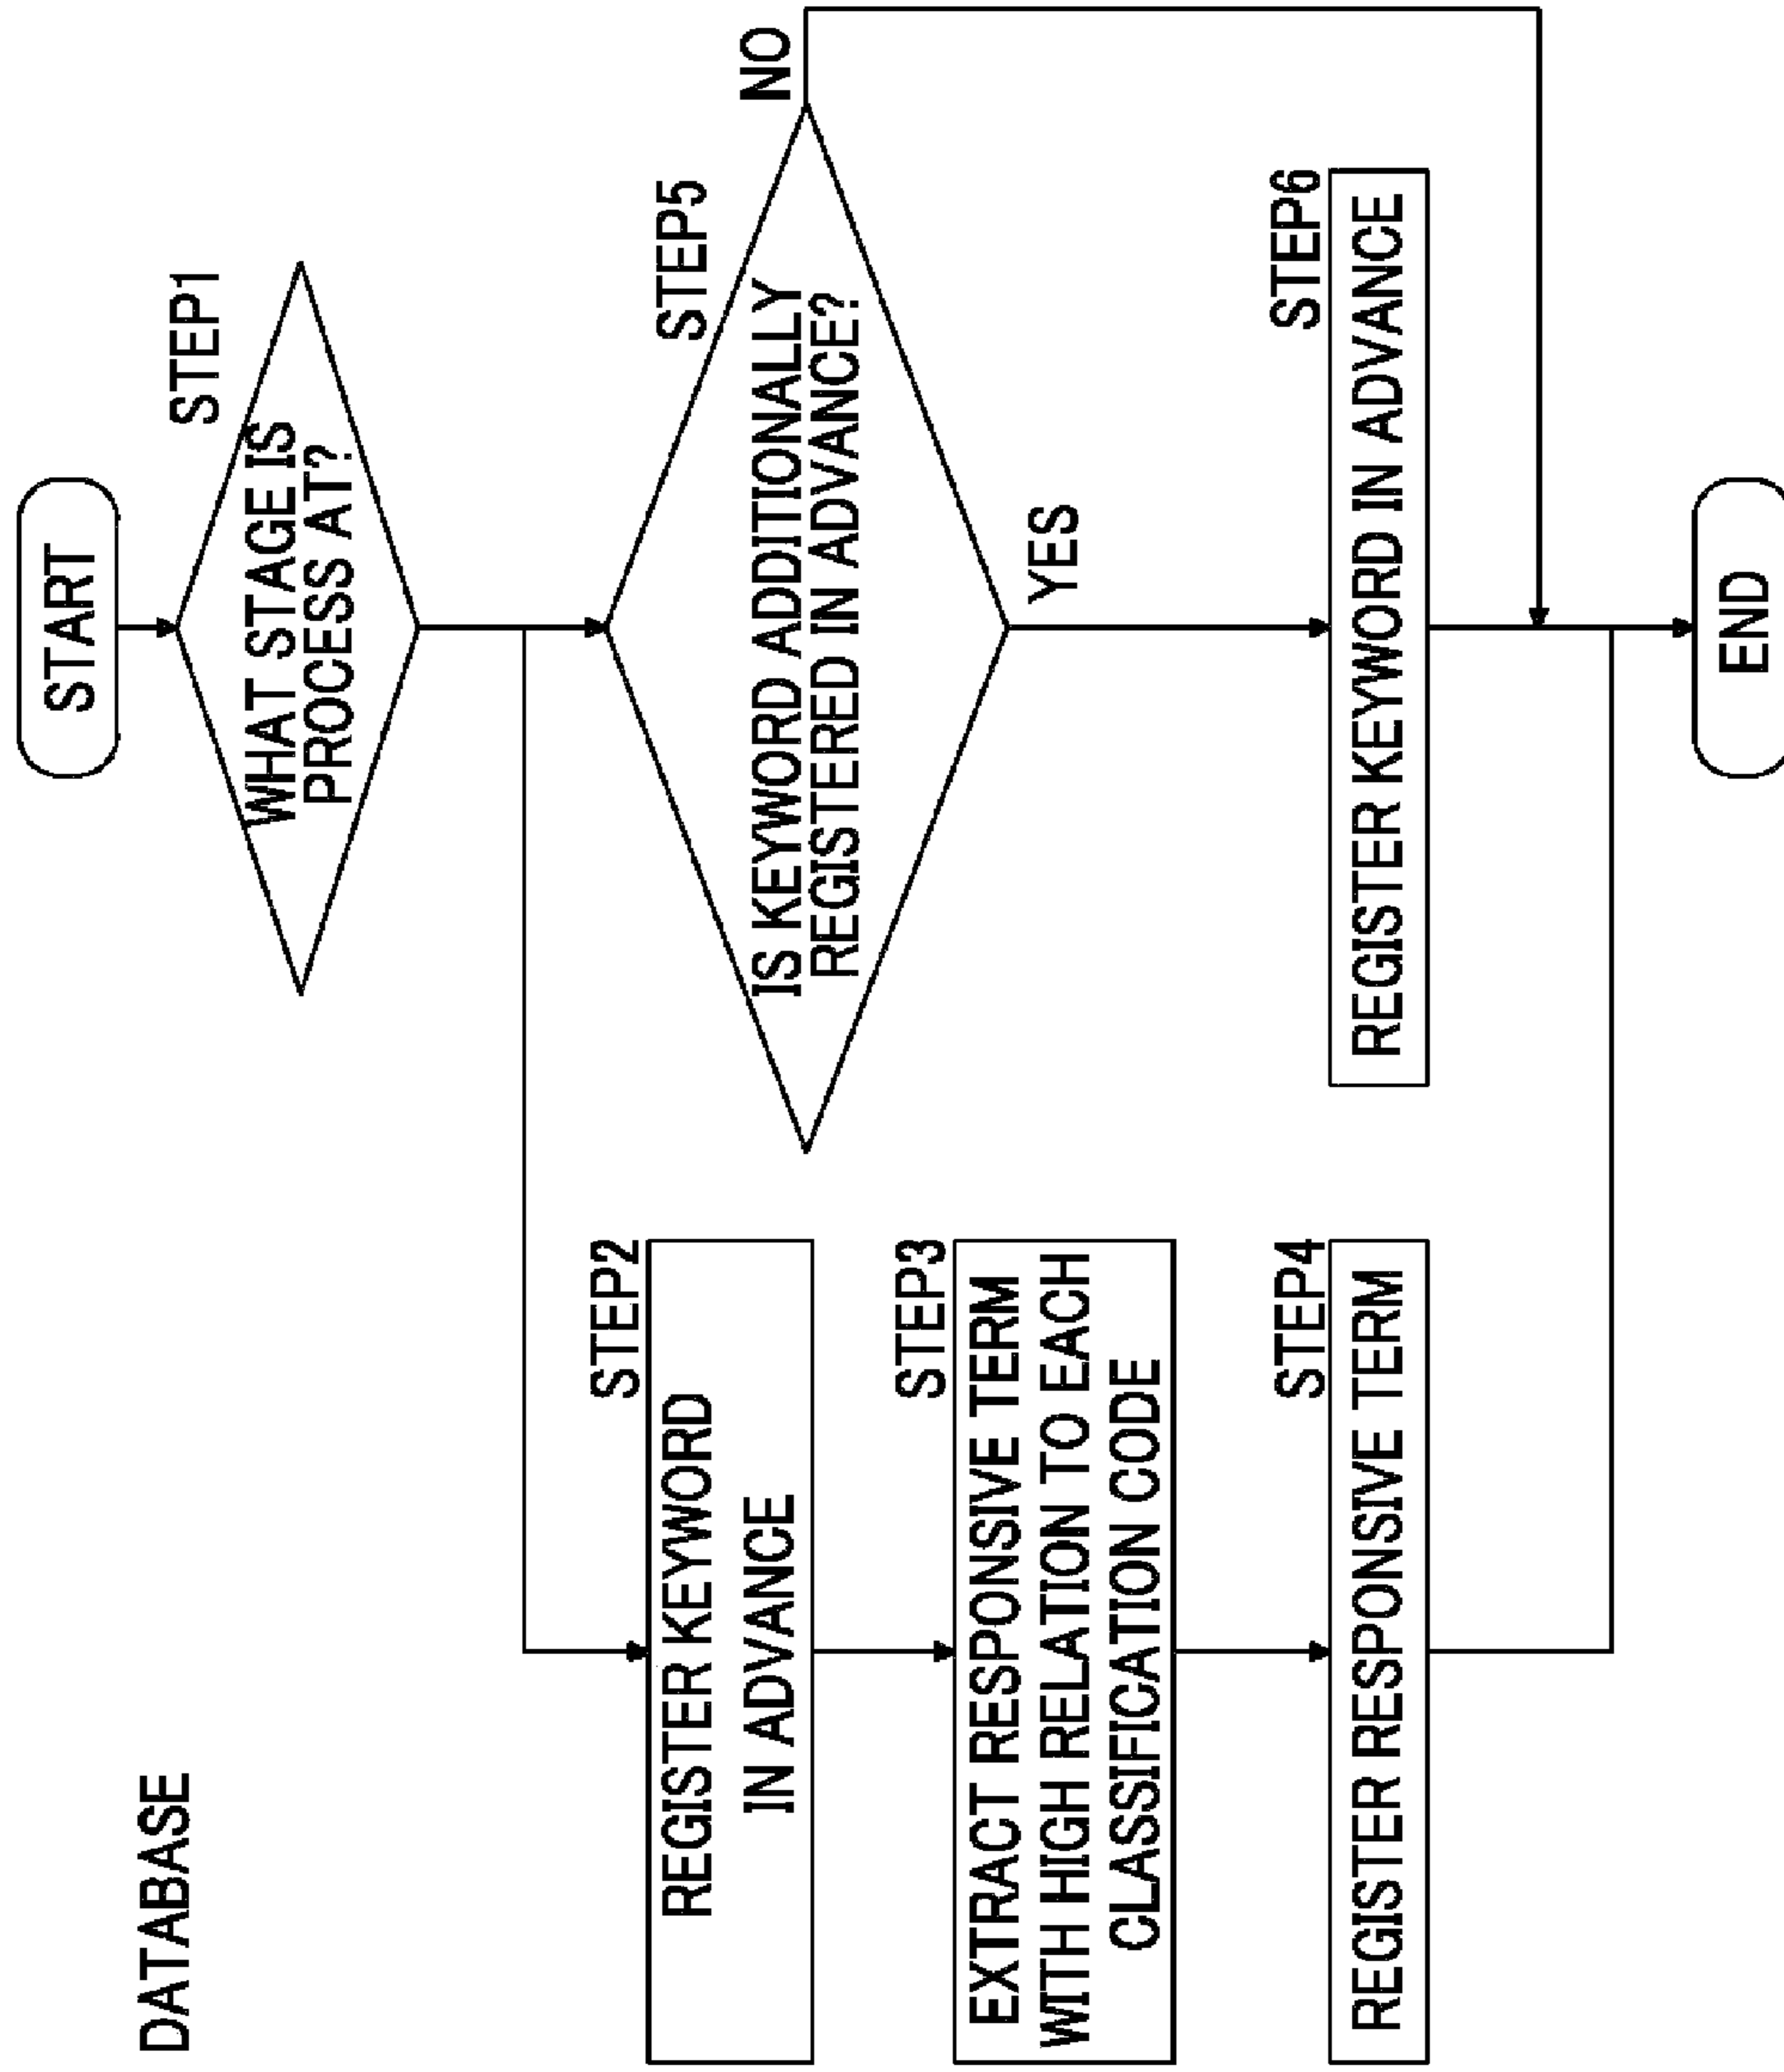 DATABASE
START
STEP1
WHAT STAGE IS
PROCESS AT?
STEP2
REGISTER KEYWORD
IN ADVANCE
STEP3
EXTRACT RESPONSIVE TERM
WITH HIGH RELATION TO EACH
CLASSIFICATION CODE
STEP4
REGISTER RESPONSIVE TERM
STEP5
IS KEYWORD ADDITIONALLY
REGISTERED IN ADVANCE?
NO
YES
STEP6
REGISTER KEYWORD IN ADVANCE
END